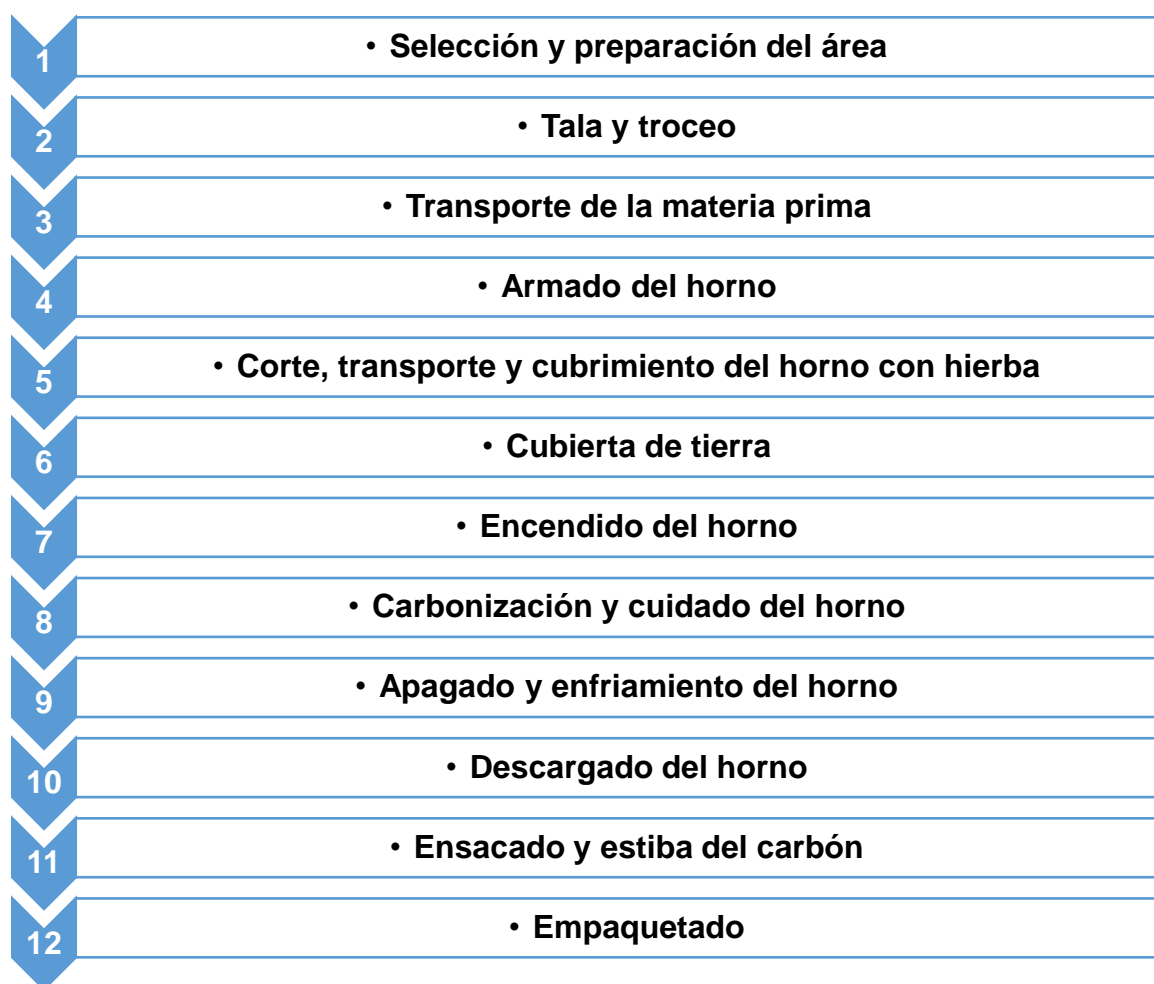 1 • Selección y preparación del área
2 • Tala y troceo
3 • Transporte de la materia prima
4 • Armado del horno
5 • Corte, transporte y cubrimiento del horno con hierba
6 • Cubierta de tierra
7 • Encendido del horno
8 • Carbonización y cuidado del horno
9 • Apagado y enfriamiento del horno
10 • Descargado del horno
11 • Ensacado y estiba del carbón
12 • Empaquetado